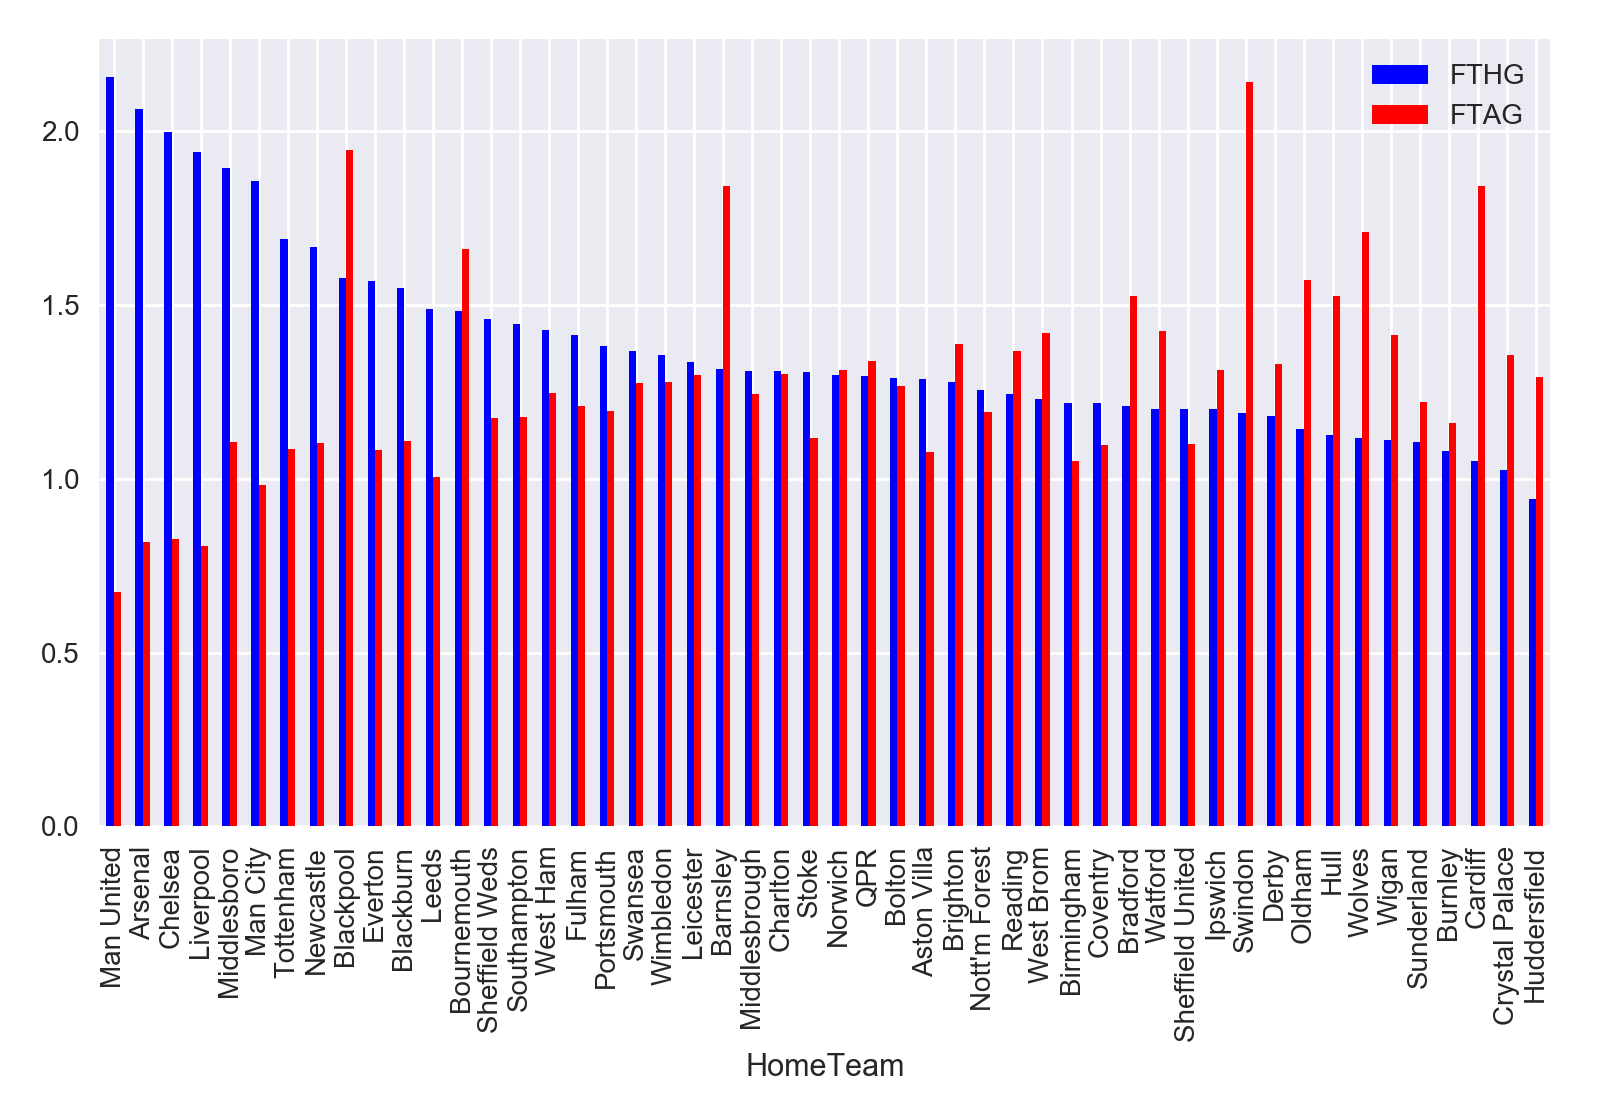 FTHG
FTAG
2.0
1.5
1.0
0.5
0.0
Man United
Arsenal
Chelsea
Liverpool
Middlesboro
Man City
Tottenham
Newcastle
Blackpool
Everton
Blackburn
Leeds
Bournemouth
Sheffield Weds
Southampton
West Ham
Fulham
Portsmouth
Swansea
Wimbledon
Leicester
Barnsley
Middlesbrough
Charlton
Stoke
Norwich
QPR
Bolton
Aston Villa
Brighton
Nott'm Forest
Reading
West Brom
Birmingham
Coventry
Bradford
Watford
Sheffield United
Ipswich
Swindon
Derby
Oldham
Hull
Wolves
Wigan
Sunderland
Burnley
Cardiff
Crystal Palace
Huddersfield
HomeTeam